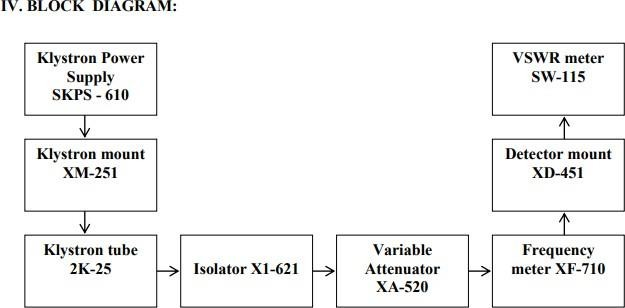 IV. BLOCK DIAGRAM:
Klystron Power
Supply
SKPS - 610
Klystron mount
XM-251
Klystron tube
2K-25
Isolator X1-621
Variable
Attenuator
XA-520
Frequency
meter XF-710
Detector mount
XD-451
VSWR meter
SW-115